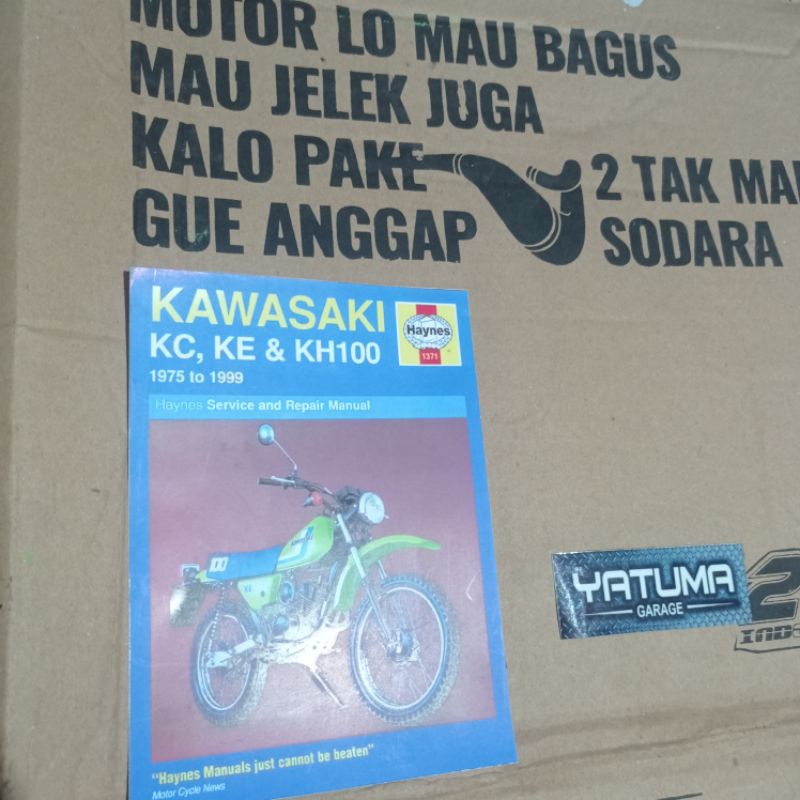 MOTOR LO MAU BAGUS
MAU JELEK JUGA
KALO PAKE
GUE ANGGAP
2 TAK
SODARA
KAWASAKI
KC, KE & KH100
1975 to 1999
Haynes
®
1371
Haynes Service and Repair Manual
"Haynes Manuals just cannot be beaten"
Motor Cycle News
YATUMA
GARAGE
2